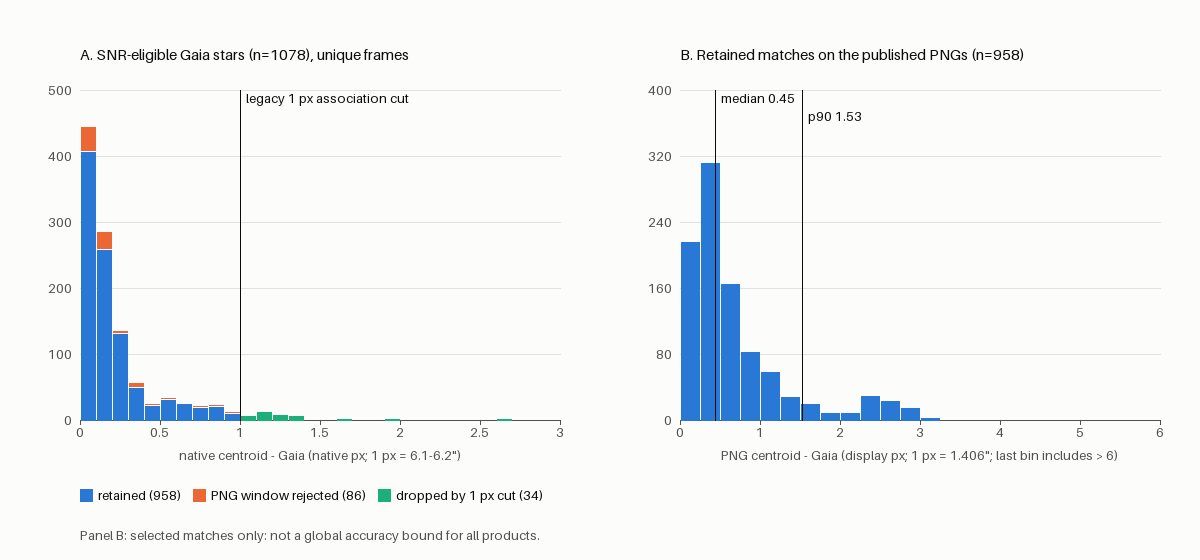 A. SNR-eligible Gaia stars (n=1078), unique frames
500
400
300
200
100
0
legacy 1 px association cut
0 0.5 1 1.5 2 2.5 3
native centroid - Gaia (native px; 1 px = 6.1-6.2")
retained (958) PNG window rejected (86) dropped by 1 px cut (34)
B. Retained matches on the published PNGs (n=958)
400
320
240
160
80
0
median 0.45
p90 1.53
0 1 2 3 4 5 6
PNG centroid - Gaia (display px; 1 px = 1.406"; last bin includes > 6)
Panel B: selected matches only: not a global accuracy bound for all products.